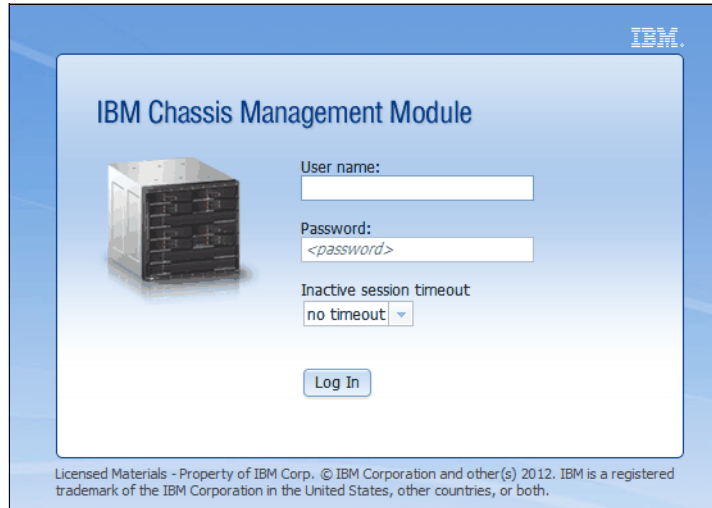 IBM.
IBM Chassis Management Module
User name:
Password:
<password>
Inactive session timeout
no timeout
Log In
Licensed Materials - Property of IBM Corp. © IBM Corporation and other(s) 2012. IBM is a registered
trademark of the IBM Corporation in the United States, other countries, or both.